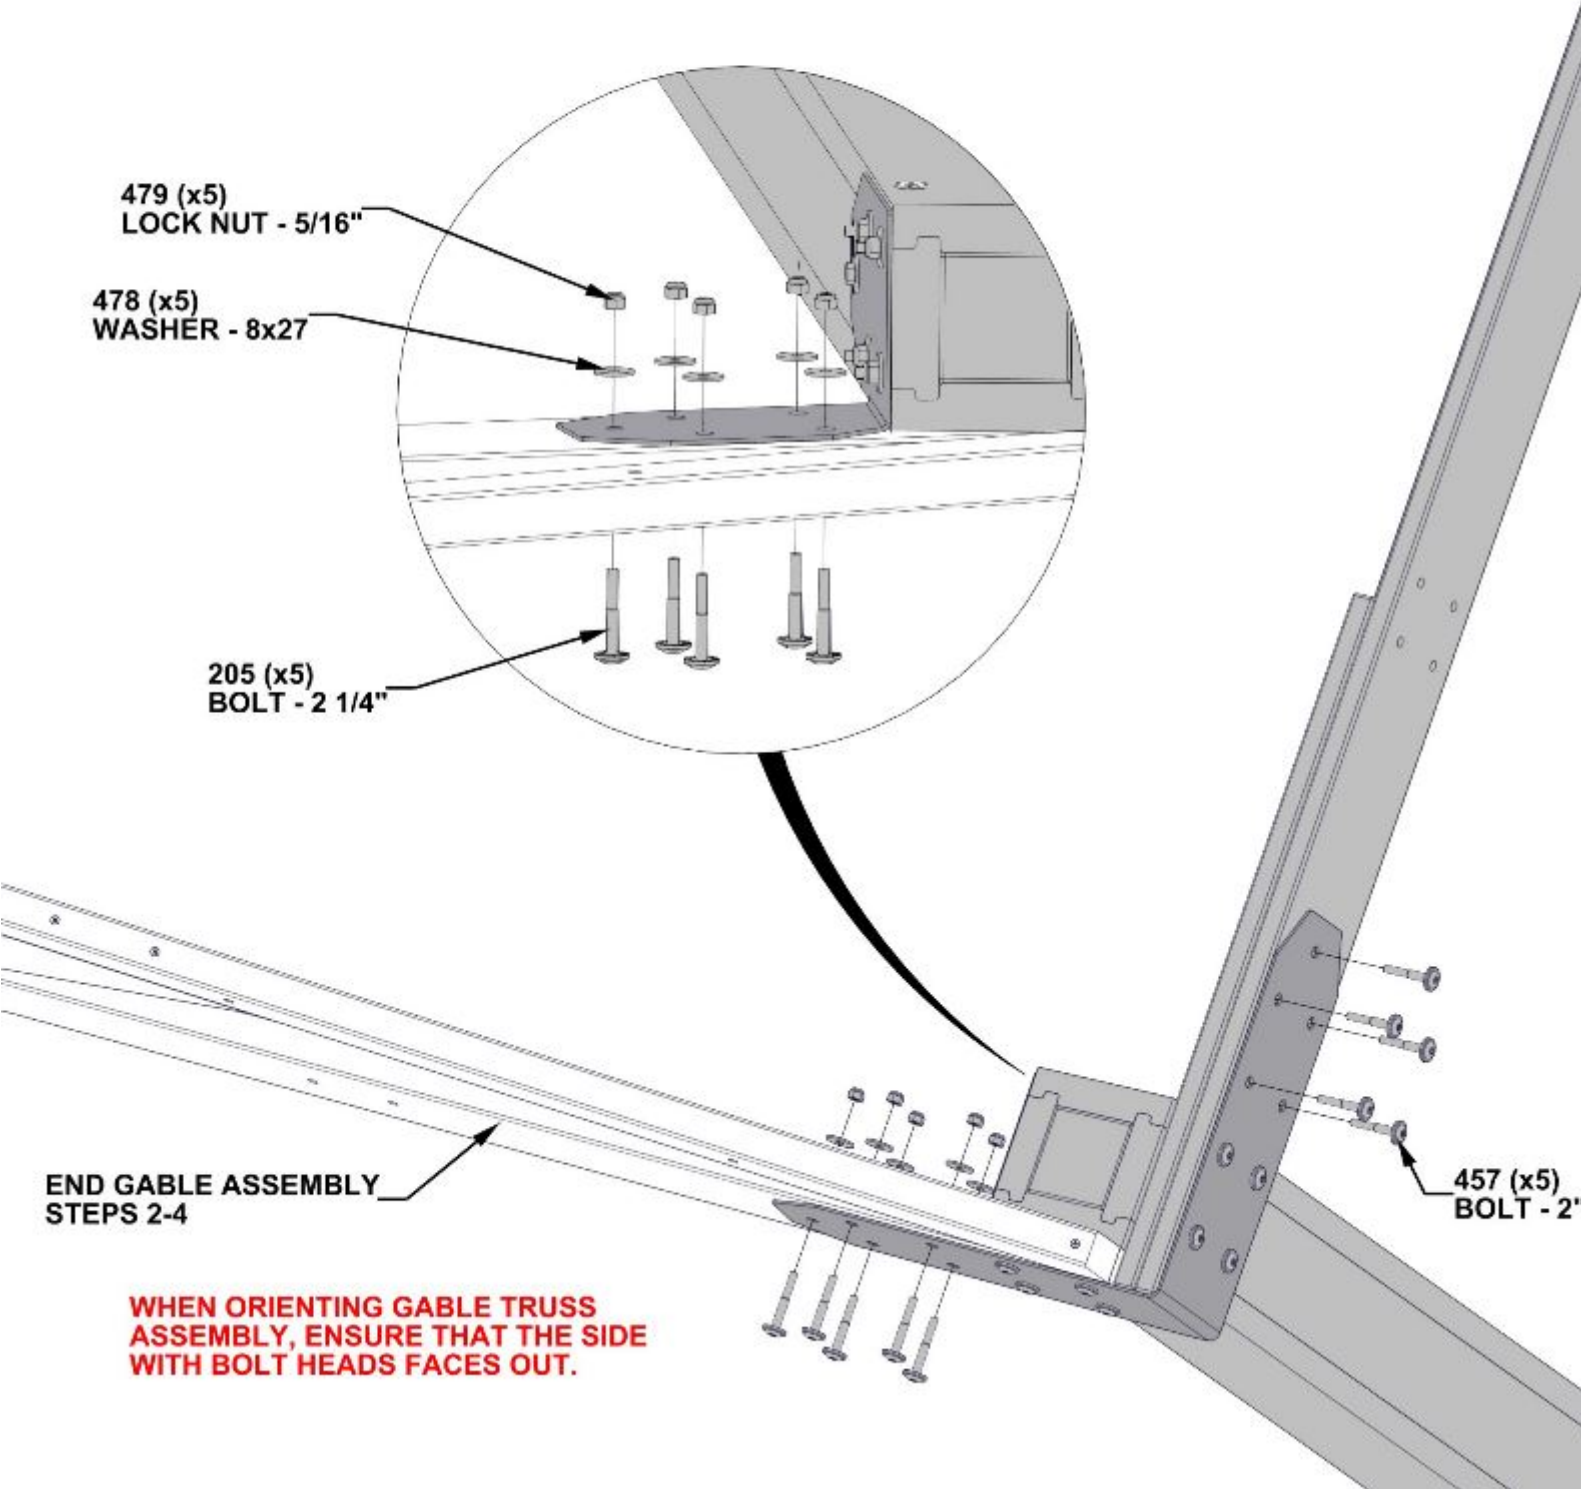 479 (x5)
LOCK NUT - 5/16"
478 (x5)
WASHER - 8x27
205 (x5)
BOLT - 2 1/4"
END GABLE ASSEMBLY
STEPS 2-4
457 (x5)
BOLT - 2"
WHEN ORIENTING GABLE TRUSS
ASSEMBLY, ENSURE THAT THE SIDE
WITH BOLT HEADS FACES OUT.